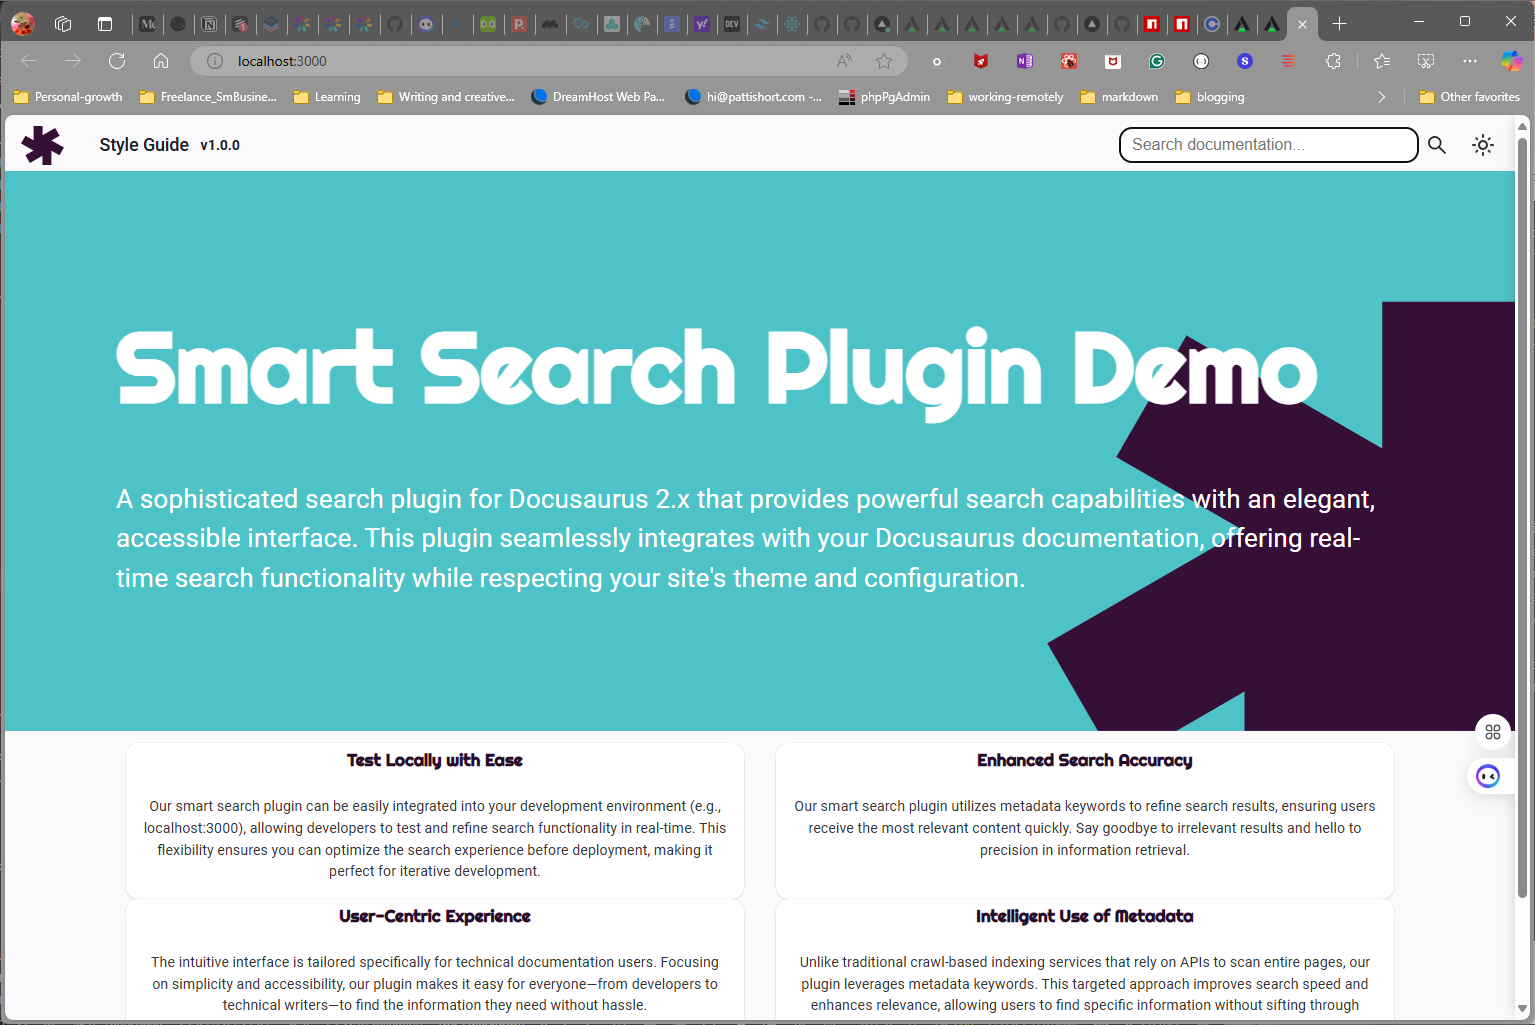 localhost:3000
Personal-growth
Freelance_SmBusine...
Learning
Writing and creative...
DreamHost Web Pa...
hi@pattishort.com -...
phpPgAdmin
working-remotely
markdown
blogging
Other favorites
Style Guide v1.0.0
Search documentation...
Smart Search Plugin Demo
A sophisticated search plugin for Docusaurus 2.x that provides powerful search capabilities with an elegant,
accessible interface. This plugin seamlessly integrates with your Docusaurus documentation, offering real-
time search functionality while respecting your site's theme and configuration.
Test Locally with Ease
Our smart search plugin can be easily integrated into your development environment (e.g.,
localhost:3000), allowing developers to test and refine search functionality in real-time. This
flexibility ensures you can optimize the search experience before deployment, making it
perfect for iterative development.
Enhanced Search Accuracy
Our smart search plugin utilizes metadata keywords to refine search results, ensuring users
receive the most relevant content quickly. Say goodbye to irrelevant results and hello to
precision in information retrieval.
User-Centric Experience
The intuitive interface is tailored specifically for technical documentation users. Focusing
on simplicity and accessibility, our plugin makes it easy for everyone—from developers to
technical writers—to find the information they need without hassle.
Intelligent Use of Metadata
Unlike traditional crawl-based indexing services that rely on APIs to scan entire pages, our
plugin leverages metadata keywords. This targeted approach improves search speed and
enhances relevance, allowing users to find specific information without sifting through